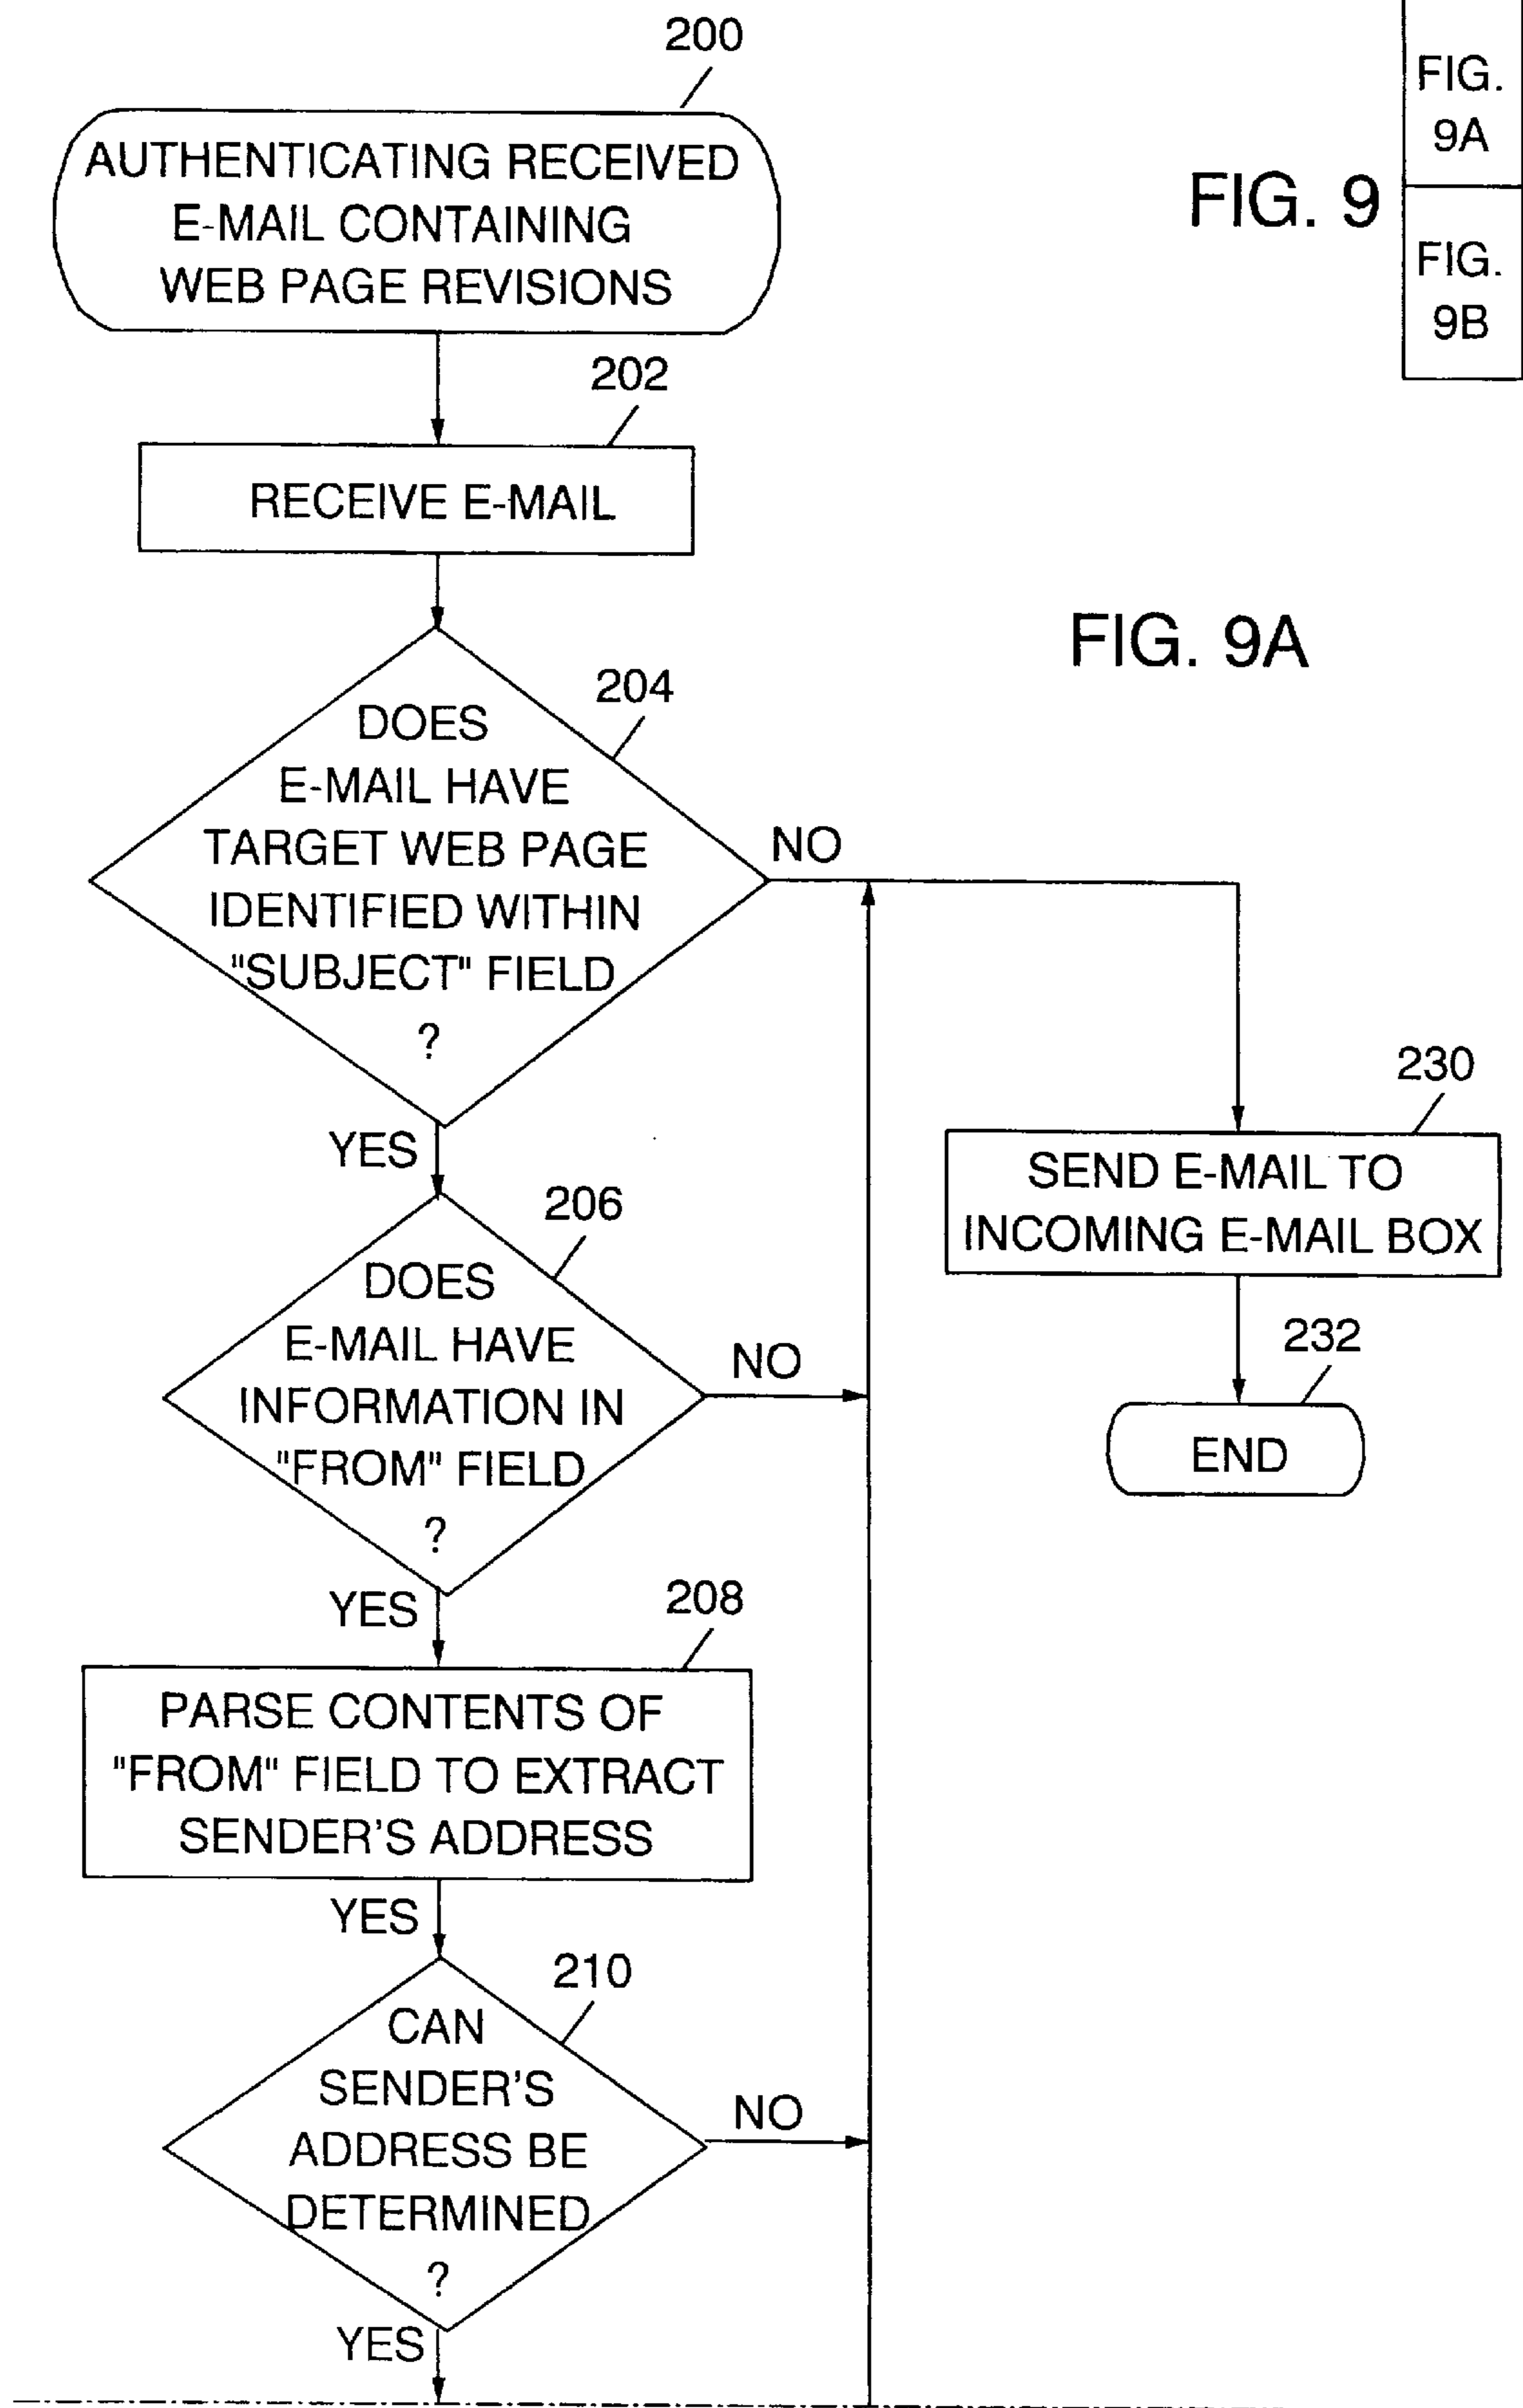 200
AUTHENTICATING RECEIVED
E-MAIL CONTAINING
WEB PAGE REVISIONS
FIG. 9
FIG.
9A
FIG.
9B
202
RECEIVE E-MAIL
FIG. 9A
204
DOES
E-MAIL HAVE
TARGET WEB PAGE
IDENTIFIED WITHIN
"SUBJECT" FIELD
?
NO
YES
230
SEND E-MAIL TO
INCOMING E-MAIL BOX
232
END
206
DOES
E-MAIL HAVE
INFORMATION IN
"FROM" FIELD
?
NO
YES
208
PARSE CONTENTS OF
"FROM" FIELD TO EXTRACT
SENDER'S ADDRESS
YES
210
CAN
SENDER'S
ADDRESS BE
DETERMINED
?
NO
YES